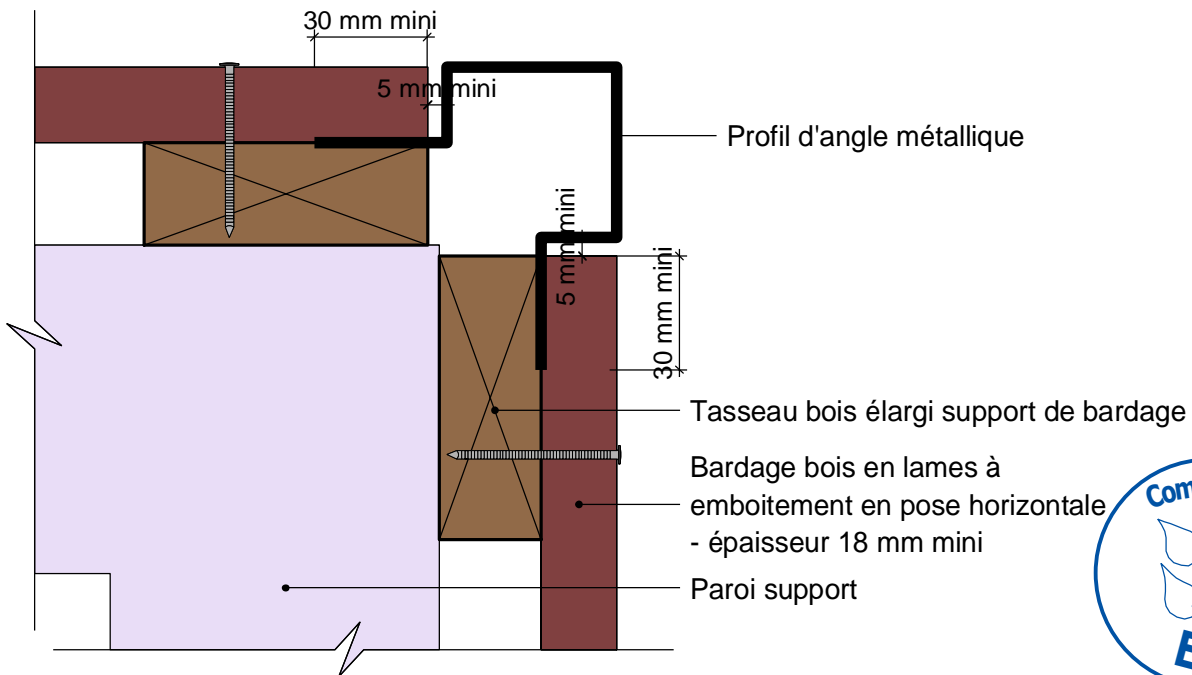 30 mm mini
5 mm mini
Profil d'angle métallique
5 mm mini
30 mm mini
Tasseau bois élargi support de bardage
Bardage bois en lames à
emboitement en pose horizontale
- épaisseur 18 mm mini
Paroi support